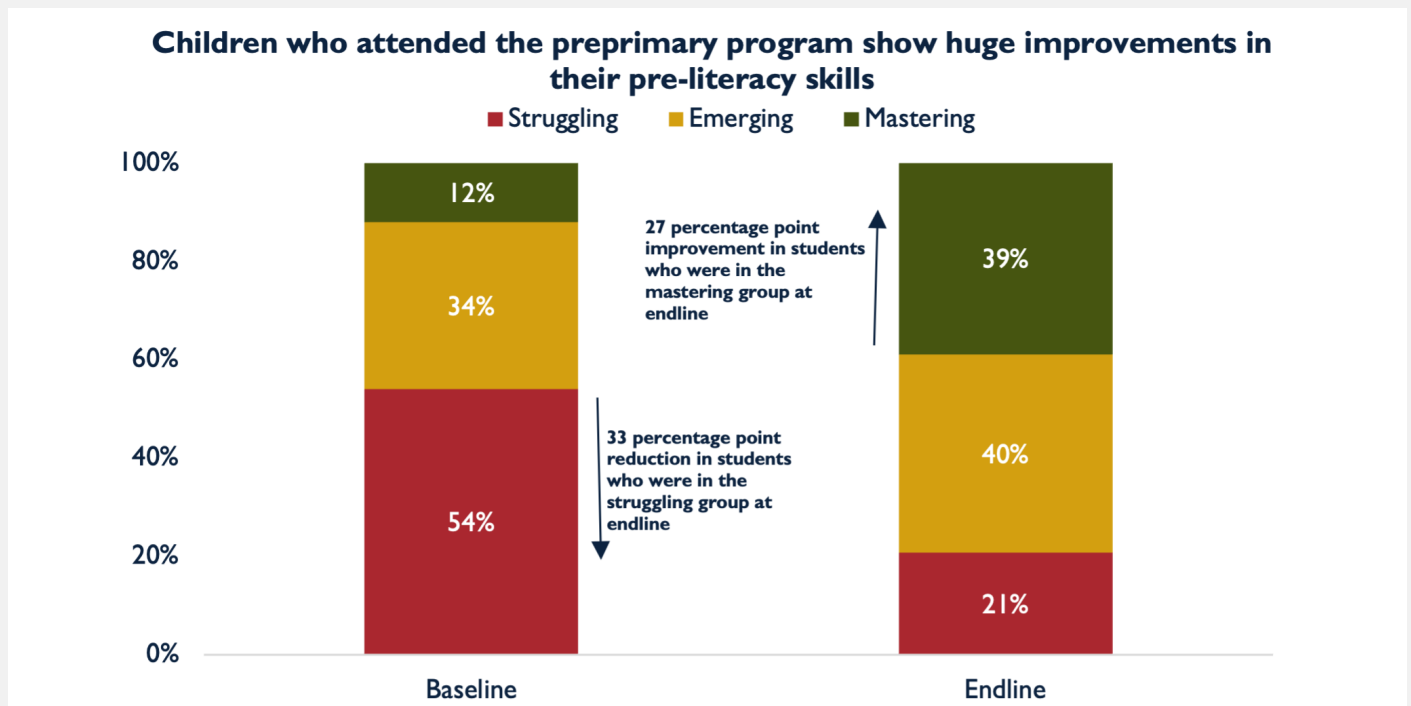 Children who attended the preprimary program show huge improvements in
their pre-literacy skills
Struggling Emerging Mastering
100%
80%
60%
40%
20%
0%
12%
34%
54%
27 percentage point
improvement in students
who were in the
mastering group at
endline
33 percentage point
reduction in students
who were in the
struggling group at
endline
39%
40%
21%
Baseline Endline